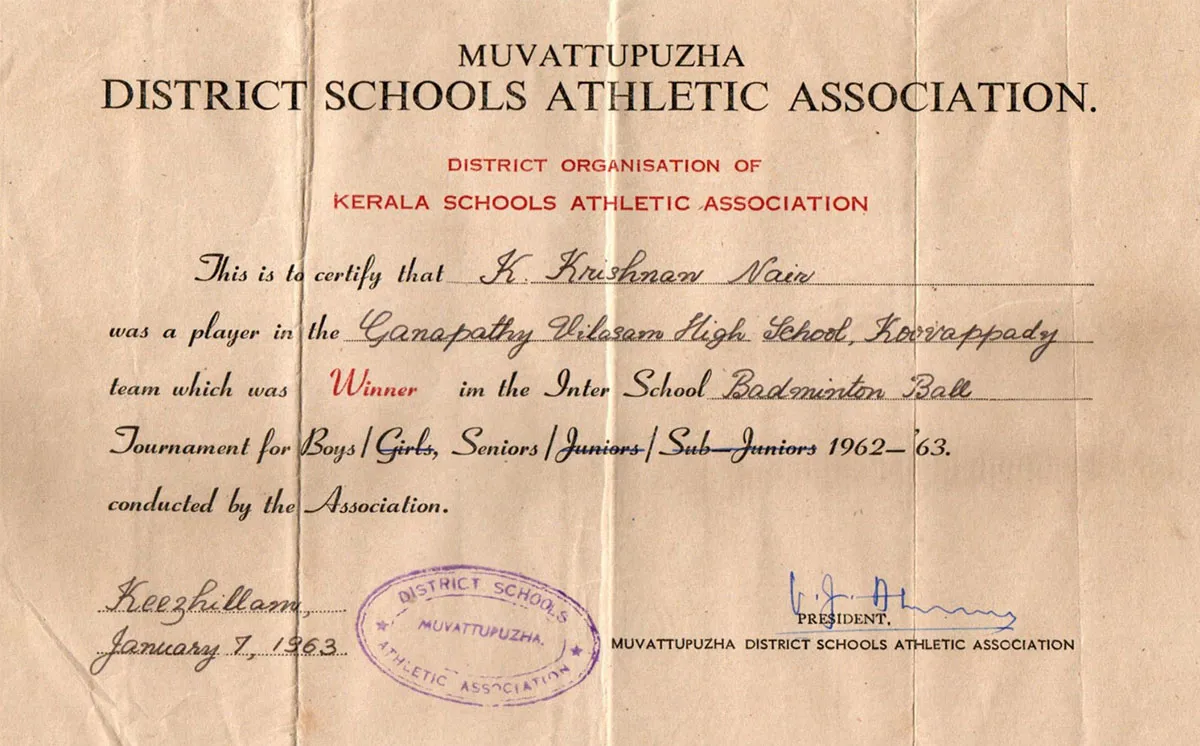 MUVATTUPUZHA
DISTRICT SCHOOLS ATHLETIC ASSOCIATION.
DISTRICT ORGANISATION OF
KERALA SCHOOLS ATHLETIC ASSOCIATION
This is to certify that K. Krishnan Nair
was a player in the Ganapathy Vilasam High School, Koovappady
team which was Winner im the Inter School Badminton Ball
Tournament for Boys/Girls, Seniors/Juniors/Sub-Juniors 1962-'63.
conducted by the Association.
Keezhillam,
January 7, 1963.
DISTRICT SCHOOLS
MUVATTUPUZHA.
ATHLETIC ASSOCIATION
PRESIDENT,
MUVATTUPUZHA DISTRICT SCHOOLS ATHLETIC ASSOCIATION